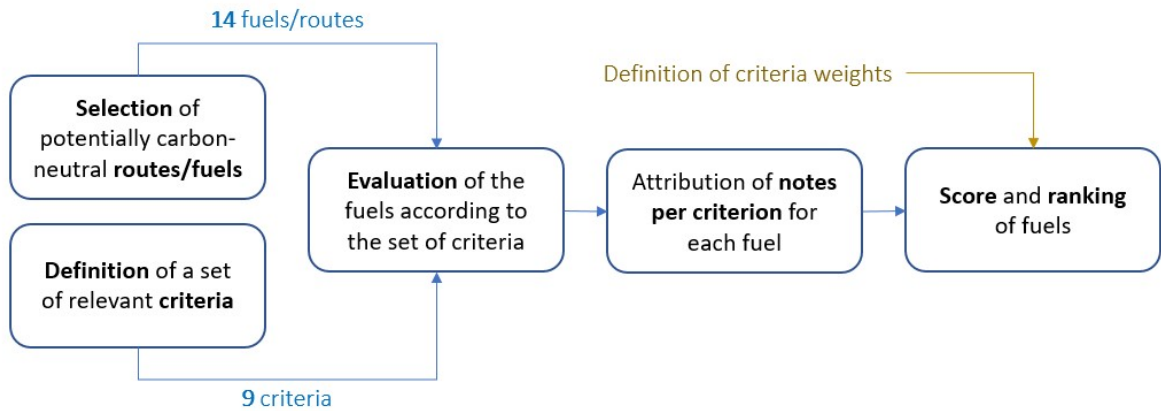 14 fuels/routes
Selection of
potentially carbon-
neutral routes/fuels
Definition of a set
of relevant criteria
9 criteria
Evaluation of the
fuels according to
the set of criteria
Attribution of notes
per criterion for
each fuel
Definition of criteria weights
Score and ranking
of fuels